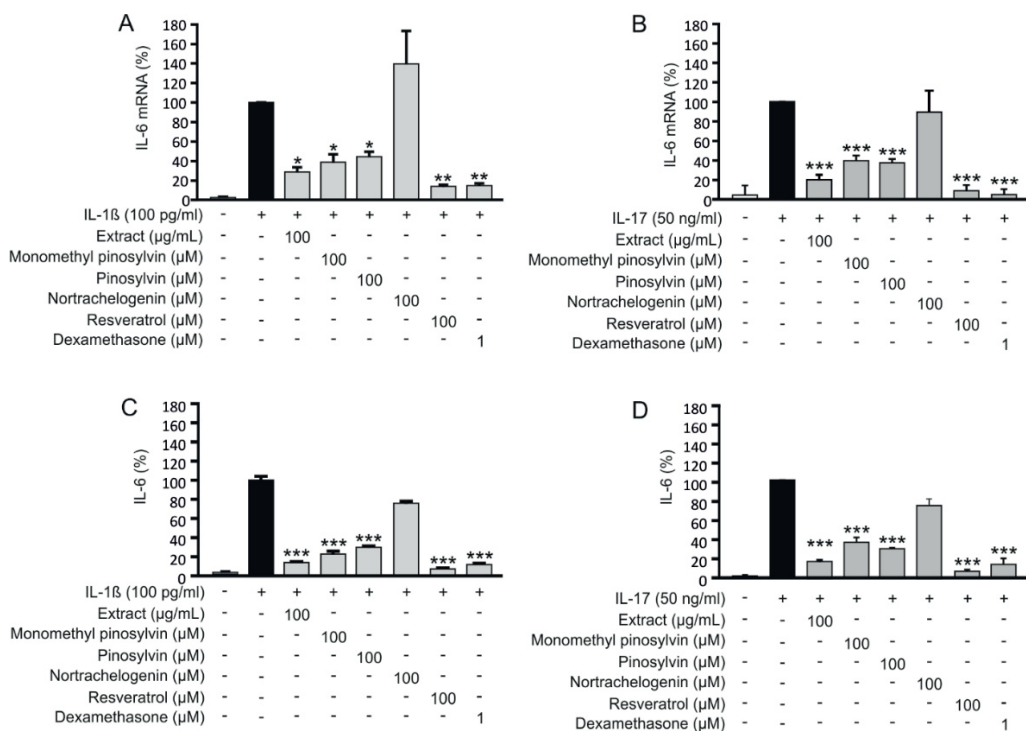 A
180
160
140
120
100
80
60
40
20
0
IL-6 mRNA (%)
* * * ** **
IL-1ß (100 pg/ml) - + + + + + + +
Extract (µg/mL) - - 100 - - - - -
Monomethyl pinosylvin (µM) - - - 100 - - - -
Pinosylvin (µM) - - - - 100 - - -
Nortrachelogenin (µM) - - - - - 100 - -
Resveratrol (µM) - - - - - - 100 -
Dexamethasone (µM) - - - - - - - 1
B
180
160
140
120
100
80
60
40
20
0
IL-6 mRNA (%)
*** *** *** *** ***
IL-17 (50 ng/ml) - + + + + + + +
Extract (µg/mL) - - 100 - - - - -
Monomethyl pinosylvin (µM) - - - 100 - - - -
Pinosylvin (µM) - - - - 100 - - -
Nortrachelogenin (µM) - - - - - 100 - -
Resveratrol (µM) - - - - - - 100 -
Dexamethasone (µM) - - - - - - - 1
C
180
160
140
120
100
80
60
40
20
0
IL-6 (%)
*** *** *** *** ***
IL-1ß (100 pg/ml) - + + + + + + +
Extract (µg/mL) - - 100 - - - - -
Monomethyl pinosylvin (µM) - - - 100 - - - -
Pinosylvin (µM) - - - - 100 - - -
Nortrachelogenin (µM) - - - - - 100 - -
Resveratrol (µM) - - - - - - 100 -
Dexamethasone (µM) - - - - - - - 1
D
180
160
140
120
100
80
60
40
20
0
IL-6 (%)
*** *** *** *** ***
IL-17 (50 ng/ml) - + + + + + + +
Extract (µg/mL) - - 100 - - - - -
Monomethyl pinosylvin (µM) - - - 100 - - - -
Pinosylvin (µM) - - - - 100 - - -
Nortrachelogenin (µM) - - - - - 100 - -
Resveratrol (µM) - - - - - - 100 -
Dexamethasone (µM) - - - - - - - 1